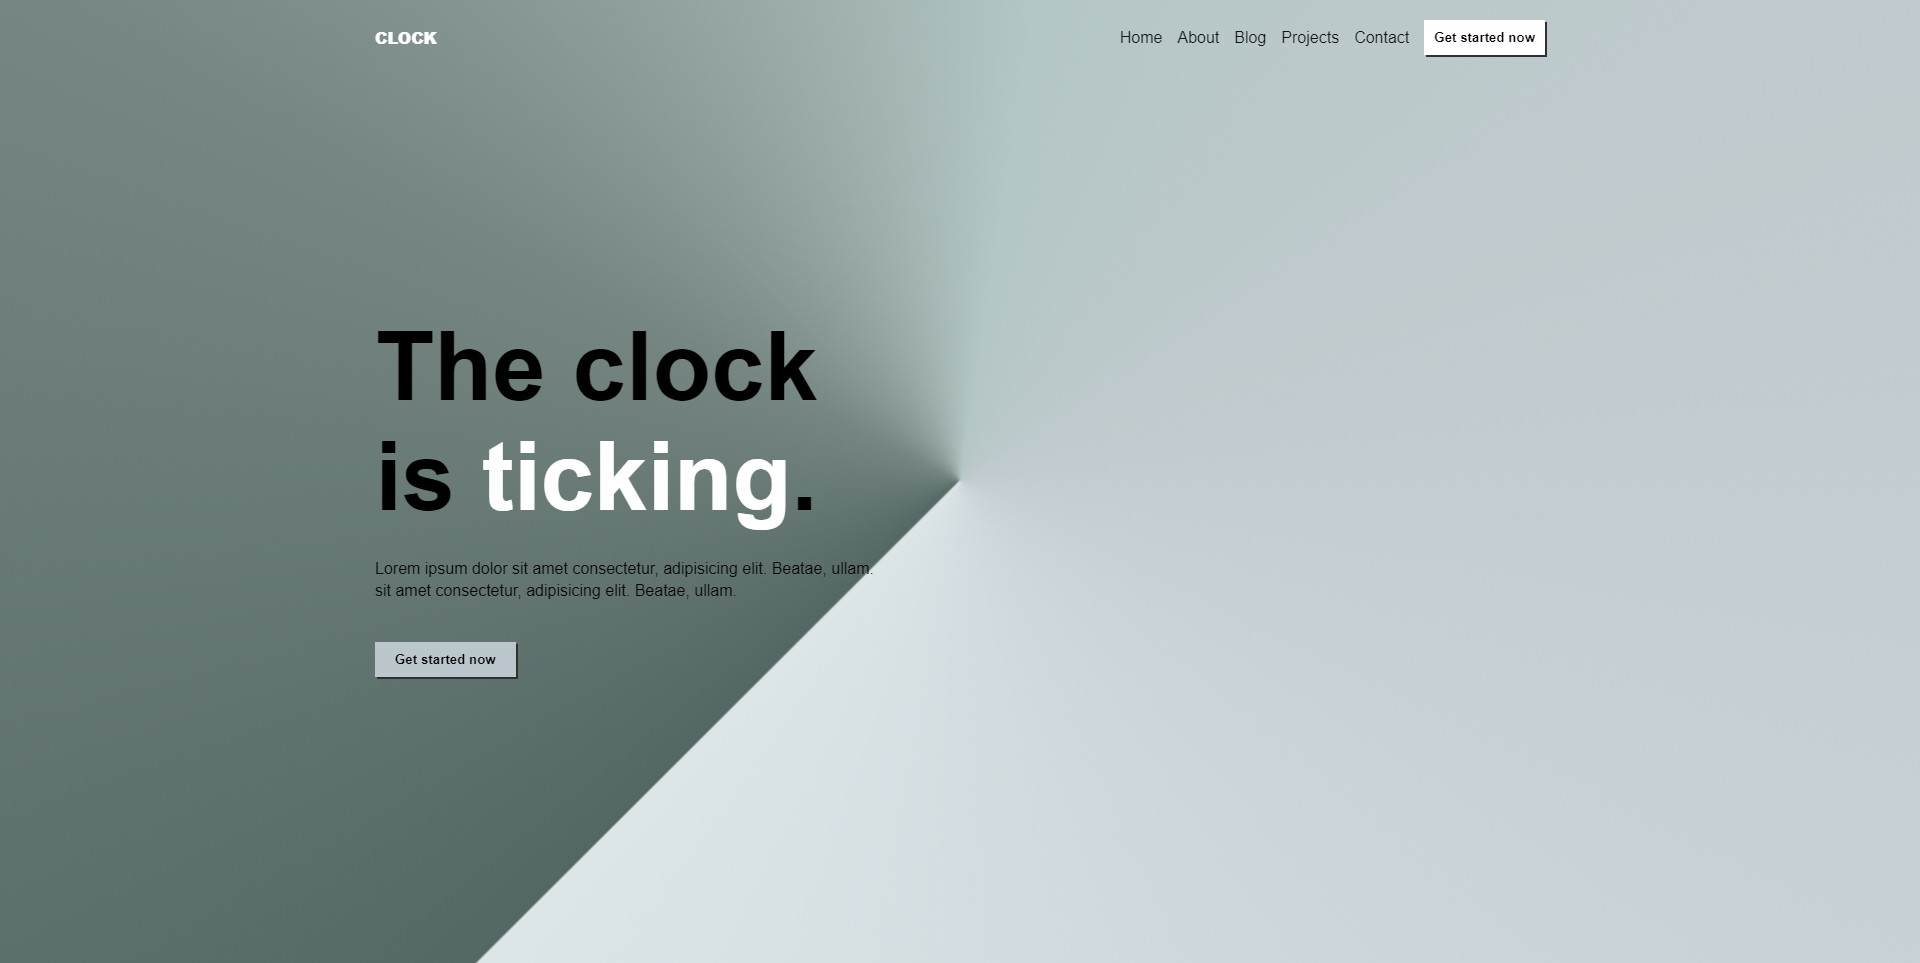 CLOCK
Home About Blog Projects Contact Get started now
The clock
is ticking.
Lorem ipsum dolor sit amet consectetur, adipisicing elit. Beatae, ullam.
sit amet consectetur, adipisicing elit. Beatae, ullam.
Get started now